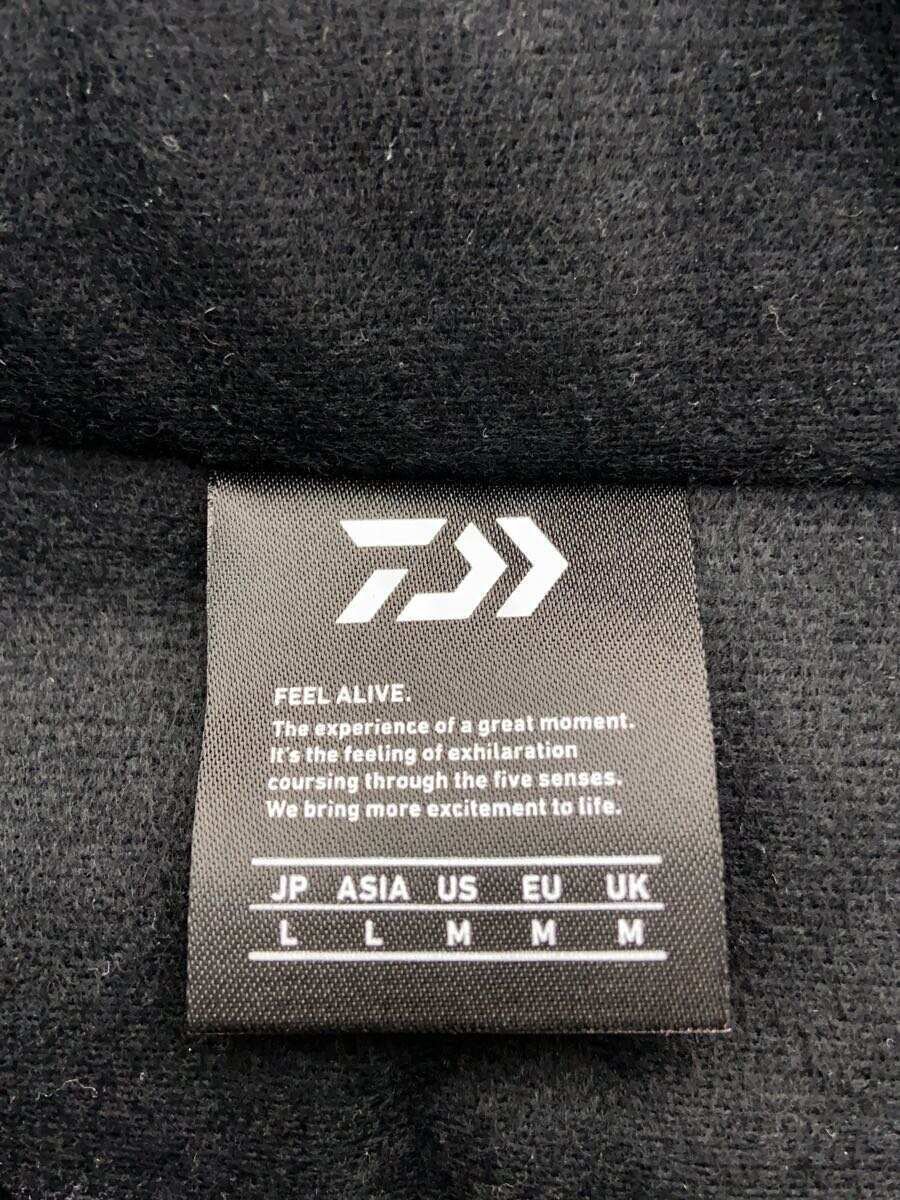 FEEL ALIVE.
The experience of a great moment.
It's the feeling of exhilaration
coursing through the five senses.
We bring more excitement to life.
JP ASIA US EU UK
L L M M M